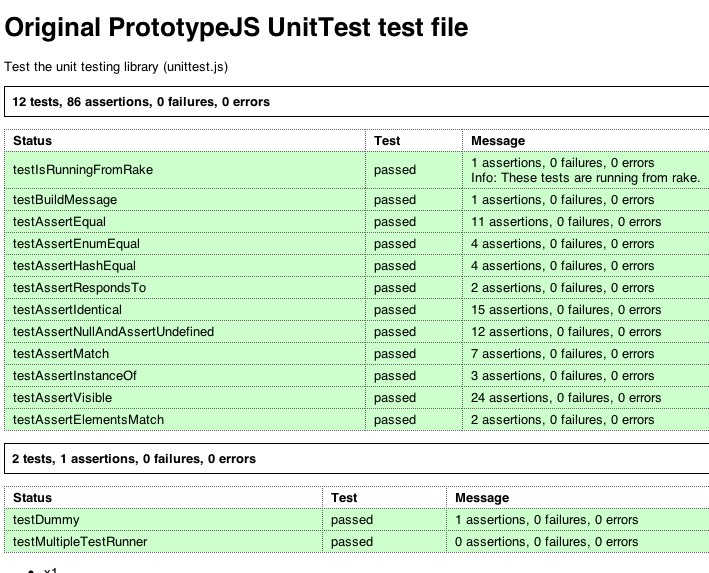 Original PrototypeJS UnitTest test file
Test the unit testing library (unittest.js)
12 tests, 86 assertions, 0 failures, 0 errors
Status Test Message
testIsRunningFromRake passed 1 assertions, 0 failures, 0 errors
Info: These tests are running from rake.
testBuildMessage passed 1 assertions, 0 failures, 0 errors
testAssertEqual passed 11 assertions, 0 failures, 0 errors
testAssertEnumEqual passed 4 assertions, 0 failures, 0 errors
testAssertHashEqual passed 4 assertions, 0 failures, 0 errors
testAssertRespondsTo passed 2 assertions, 0 failures, 0 errors
testAssertIdentical passed 15 assertions, 0 failures, 0 errors
testAssertNullAndAssertUndefined passed 12 assertions, 0 failures, 0 errors
testAssertMatch passed 7 assertions, 0 failures, 0 errors
testAssertInstanceOf passed 3 assertions, 0 failures, 0 errors
testAssertVisible passed 24 assertions, 0 failures, 0 errors
testAssertElementsMatch passed 2 assertions, 0 failures, 0 errors
2 tests, 1 assertions, 0 failures, 0 errors
Status Test Message
testDummy passed 1 assertions, 0 failures, 0 errors
testMultipleTestRunner passed 0 assertions, 0 failures, 0 errors